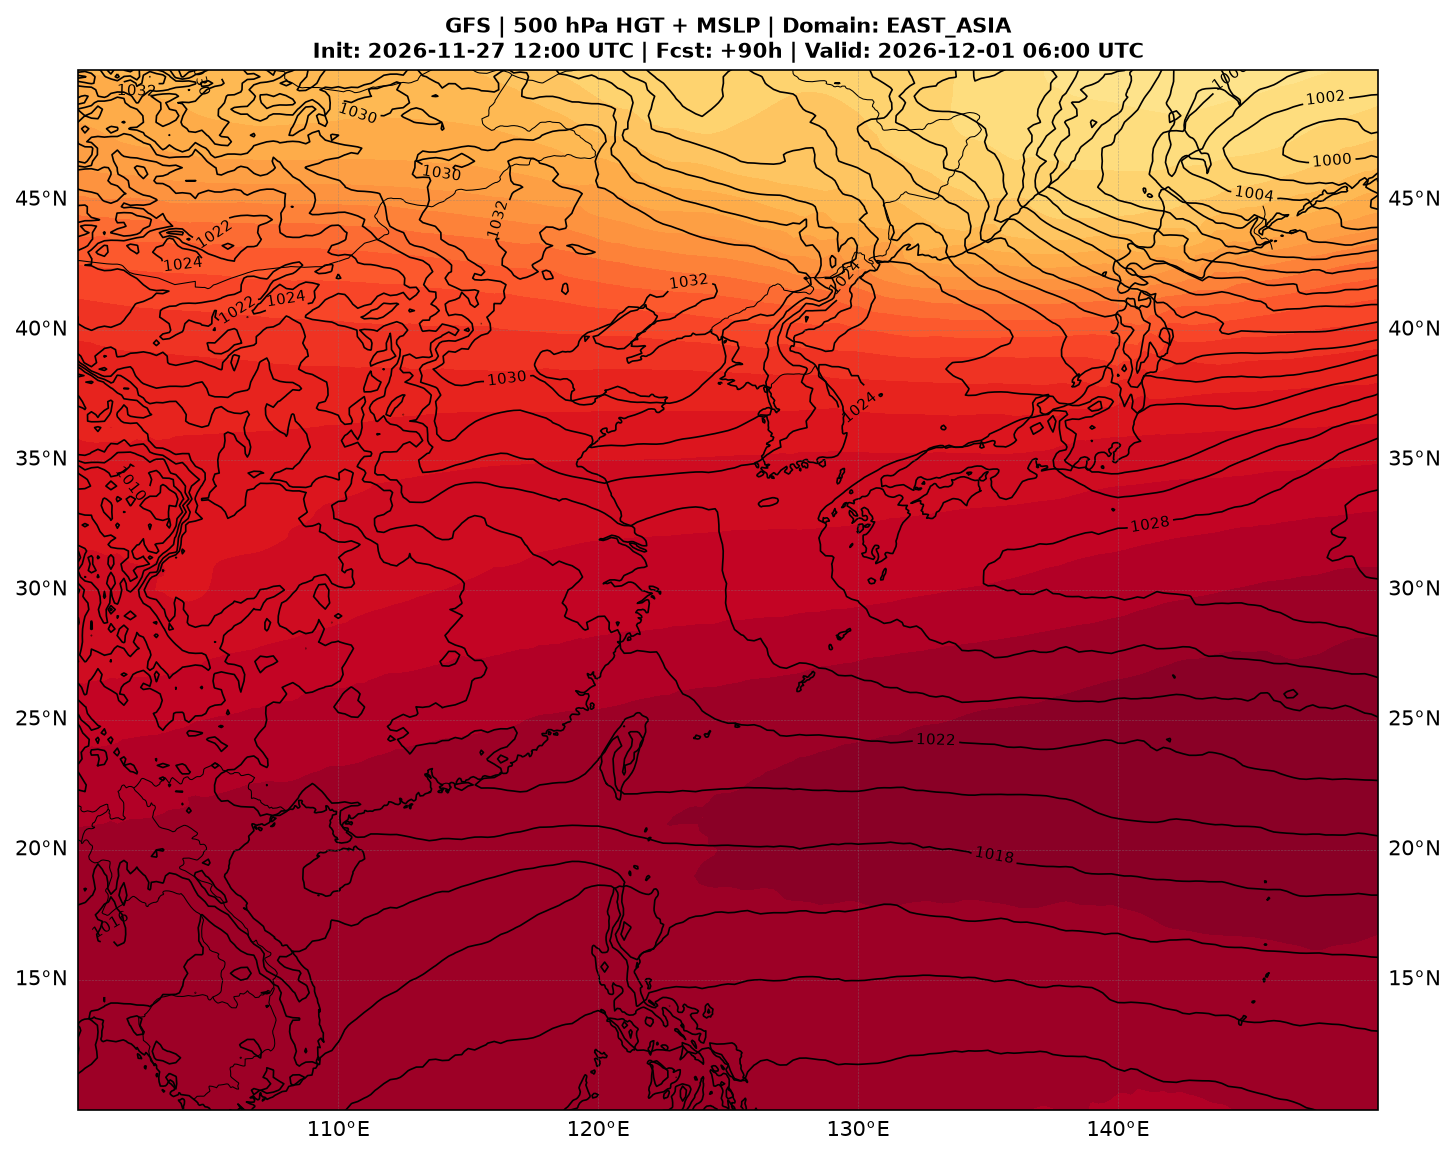 GFS | 500 hPa HGT + MSLP | Domain: EAST_ASIA
Init: 2026-11-27 12:00 UTC | Fcst: +90h | Valid: 2026-12-01 06:00 UTC
1032
1030
1002
1030
1000
1004
45°N
45°N
1032
1022
1024
1032
1024
1022
1024
40°N
40°N
1030
1024
35°N
35°N
1010
1028
30°N
30°N
25°N
25°N
1022
20°N
20°N
1018
1016
15°N
15°N
110°E
120°E
130°E
140°E